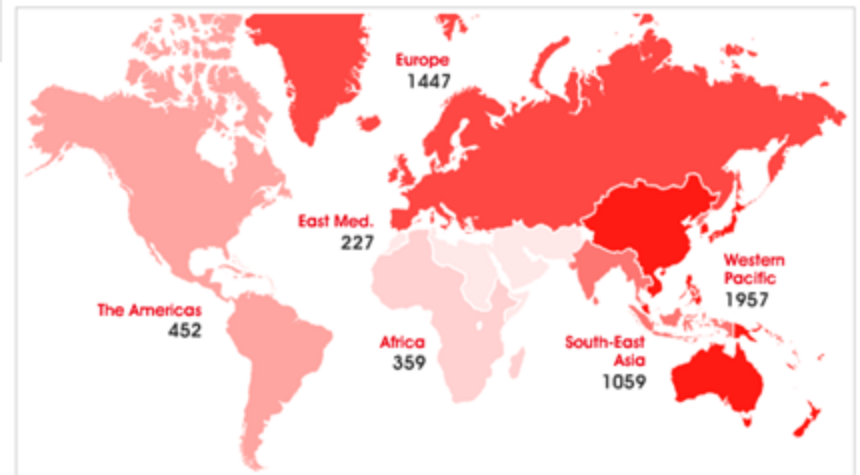 Europe
1447
East Med.
227
Western
Pacific
1957
The Americas
452
Africa
359
South-East
Asia
1059